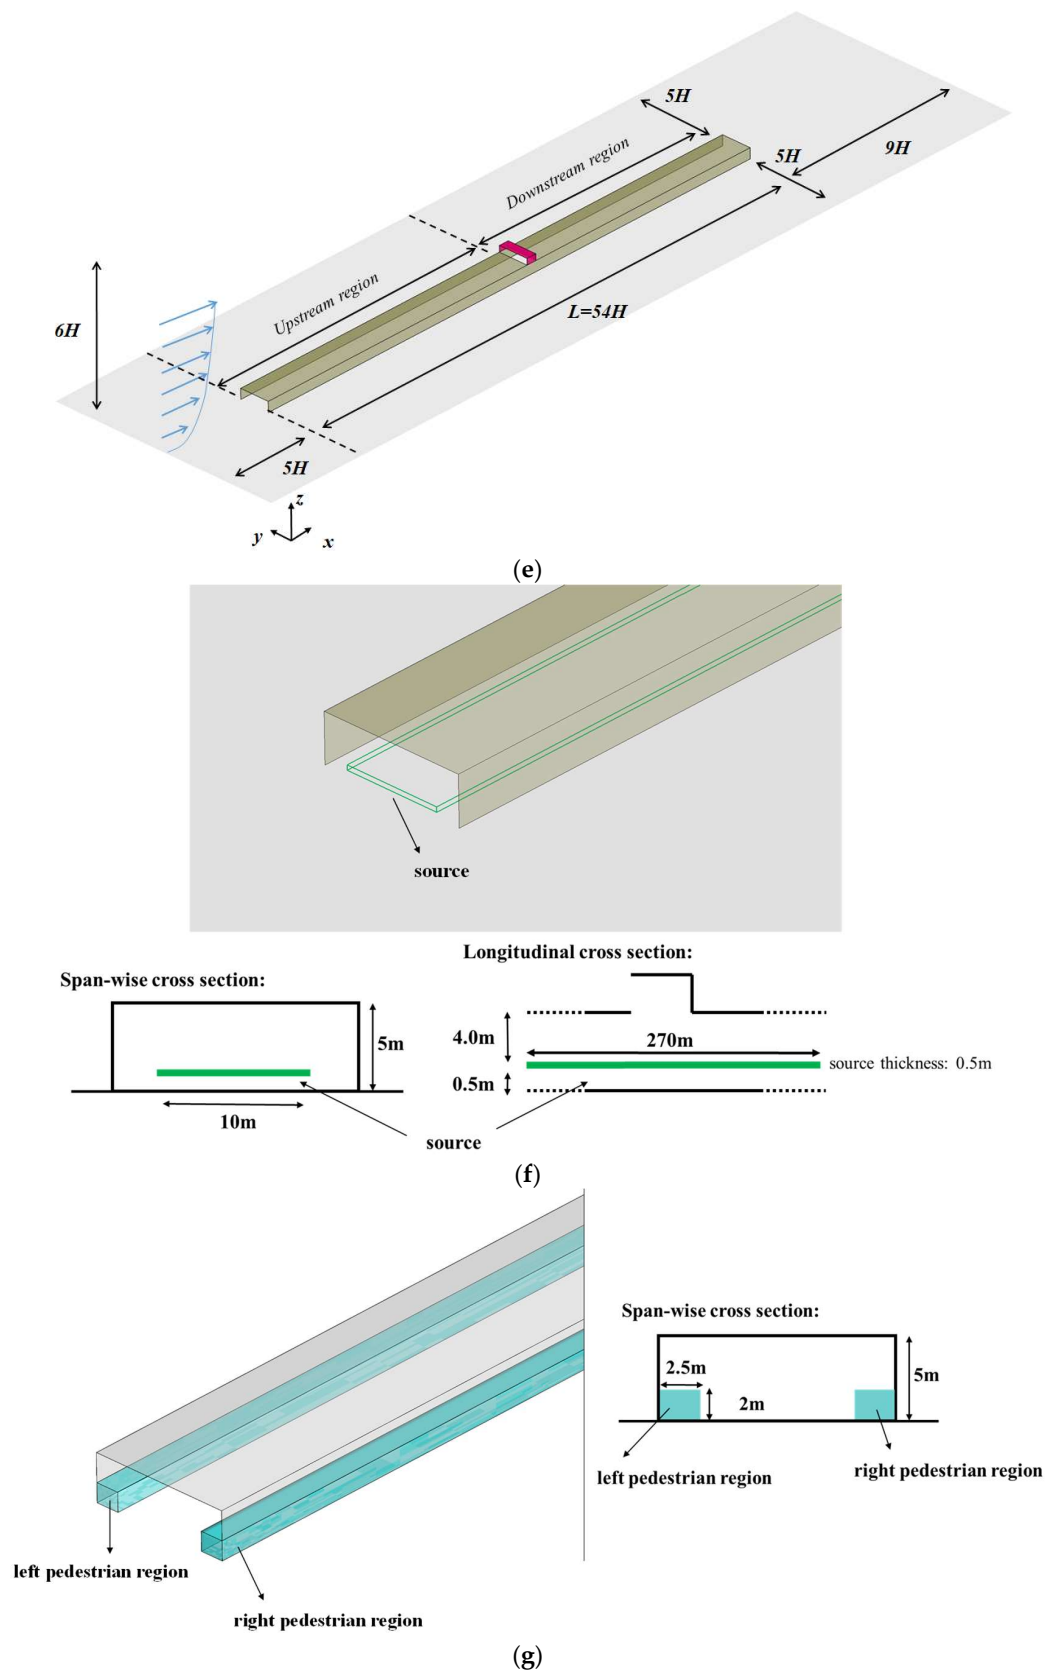 5H
5H
9H
Downstream region
Upstream region
L=54H
6H
5H
z
y
x
(e)
source
Longitudinal cross section:
Span-wise cross section:
5m
4.0m
270m
source thickness: 0.5m
0.5m
10m
source
(f)
Span-wise cross section:
2.5m
5m
2m
left pedestrian region
right pedestrian region
left pedestrian region
right pedestrian region
(g)